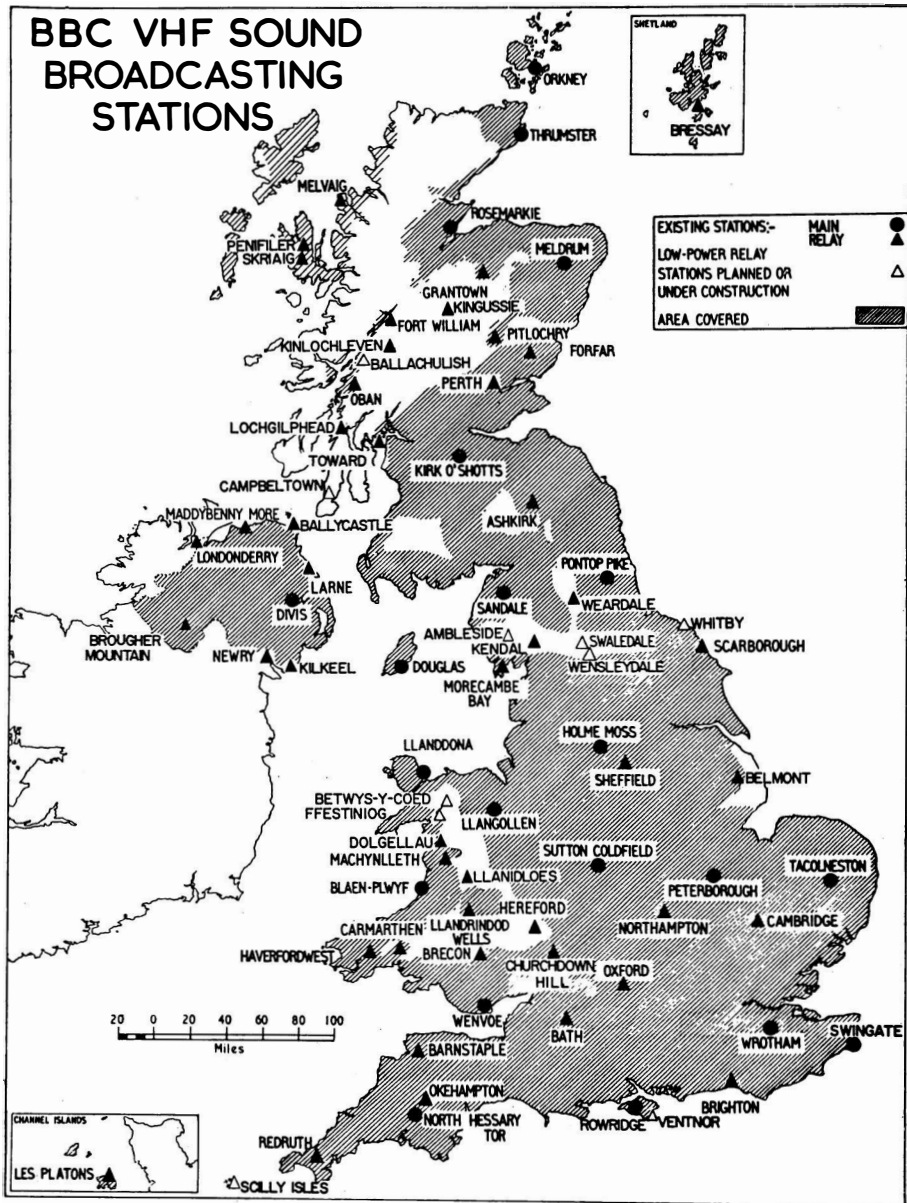 BBC VHF SOUND
BROADCASTING
STATIONS
SHETLAND
BRESSAY
ORKNEY
THRUMSTER
MELVAIG
ROSEMARKIE
EXISTING STATIONS:- MAIN
RELAY
LOW-POWER RELAY
STATIONS PLANNED OR
UNDER CONSTRUCTION
AREA COVERED
PENIFILER
SKRIAIG
MELDRUM
GRANTOWN
KINGUSSIE
FORT WILLIAM
PITLOCHRY
KINLOCHLEVEN
FORFAR
BALLACHULISH
PERTH
OBAN
LOCHGILPHEAD
TOWARD
KIRK O'SHOTTS
CAMPBELTOWN
ASHKIRK
MADDYBENNY MORE
BALLYCASTLE
LONDONDERRY
LARNE
PONTOP PIKE
DIVIS
SANDALE
WEARDALE
BROUGHER
MOUNTAIN
WHITBY
AMBLESIDE
KENDAL
SWALEDALE
SCARBOROUGH
NEWRY
KILKEEL
DOUGLAS
WENSLEYDALE
MORECAMBE
BAY
HOLME MOSS
LLANDDONA
SHEFFIELD
BELMONT
BETWYS-Y-COED
FFESTINIOG
LLANGOLLEN
DOLGELLAU
MACHYNLLETH
SUTTON COLDFIELD
LLANIDLOES
TACOLNESTON
BLAEN-PLWYF
PETERBOROUGH
HEREFORD
CARMARTHEN
LLANDRINDOD
WELLS
NORTHAMPTON
CAMBRIDGE
HAVERFORDWEST
BRECON
CHURCHDOWN
HILL
OXFORD
WENVOE
BATH
WROTHAM
SWINGATE
20 0 20 40 60 80 100
Miles
BARNSTAPLE
OKEHAMPTON
NORTH HESSARY
TOR
BRIGHTON
ROWRIDGE
VENTNOR
REDRUTH
SCILLY ISLES
CHANNEL ISLANDS
LES PLATONS